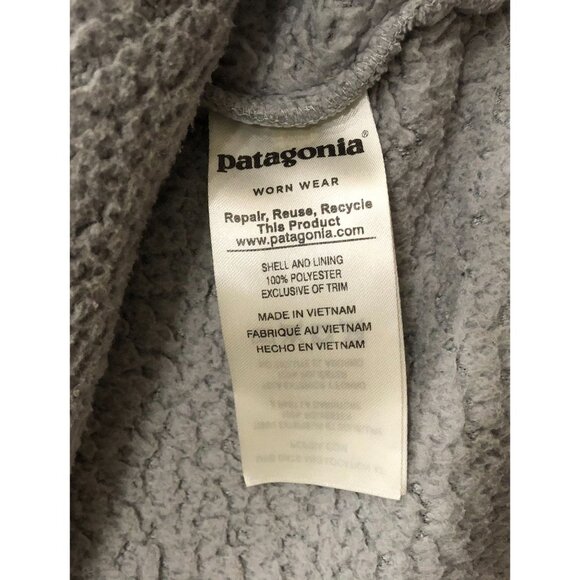 patagonia®
WORN WEAR
Repair, Reuse, Recycle
This Product
www.patagonia.com
SHELL AND LINING
100% POLYESTER
EXCLUSIVE OF TRIM
MADE IN VIETNAM
FABRIQUÉ AU VIETNAM
HECHO EN VIETNAM